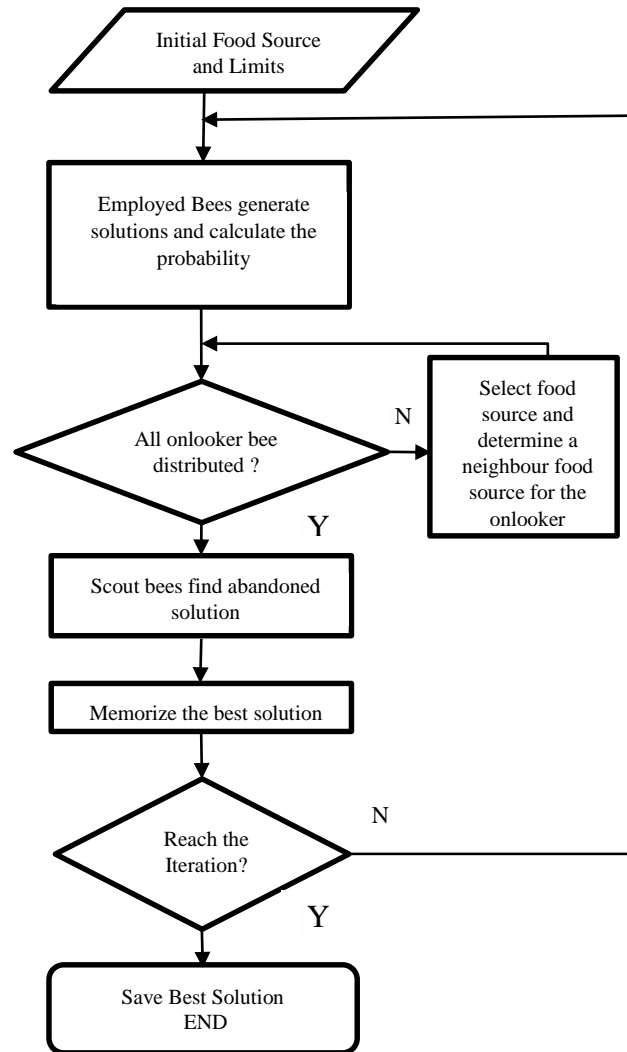 Initial Food Source
and Limits
Employed Bees generate
solutions and calculate the
probability
All onlooker bee
distributed ?
N
Select food
source and
determine a
neighbour food
source for the
onlooker
Y
Scout bees find abandoned
solution
Memorize the best solution
Reach the
Iteration?
N
Y
Save Best Solution
END